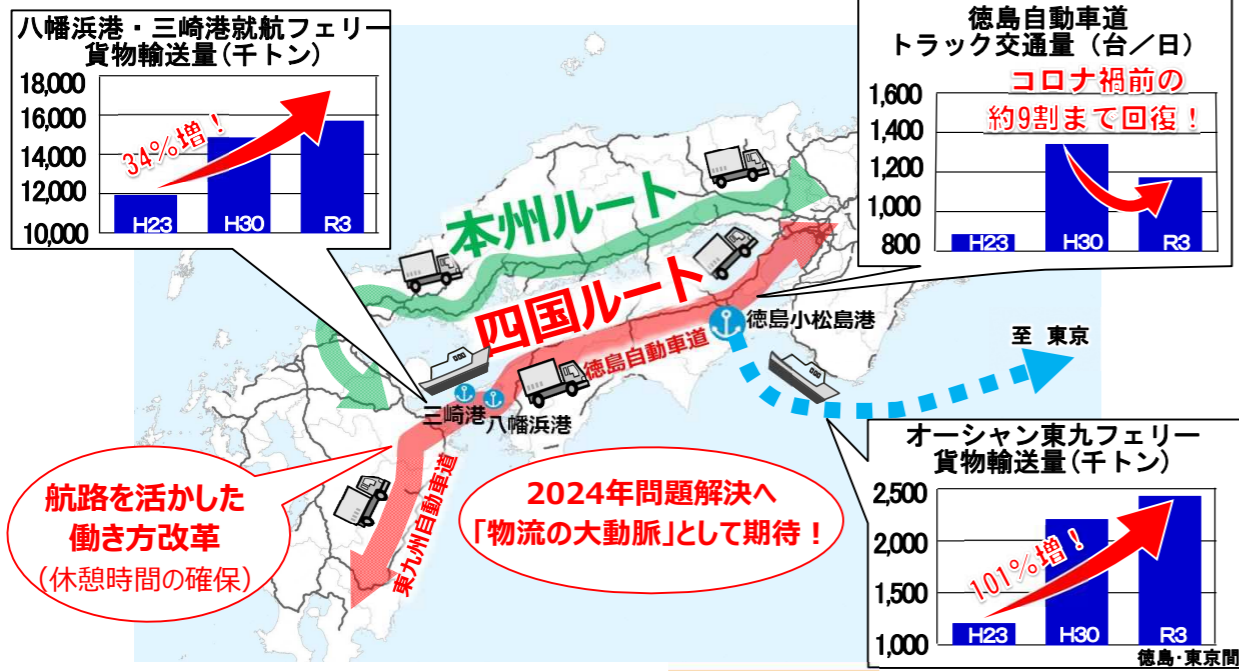 八幡浜港・三崎港就航フェリー
貨物輸送量(千トン)
18,000
16,000
14,000
12,000
10,000
34%増！
H23
H30
R3
徳島自動車道
トラック交通量（台／日）
コロナ禍前の
約9割まで回復！
1,600
1,400
1,200
1,000
800
H23
H30
R3
本州ルート
四国ルート
徳島自動車道
徳島小松島港
至 東京
三崎港
八幡浜港
東九州自動車道
航路を活かした
働き方改革
（休憩時間の確保）
2024年問題解決へ
「物流の大動脈」として期待！
オーシャン東九フェリー
貨物輸送量(千トン)
2,500
2,000
1,500
1,000
101%増！
H23
H30
R3
徳島・東京間